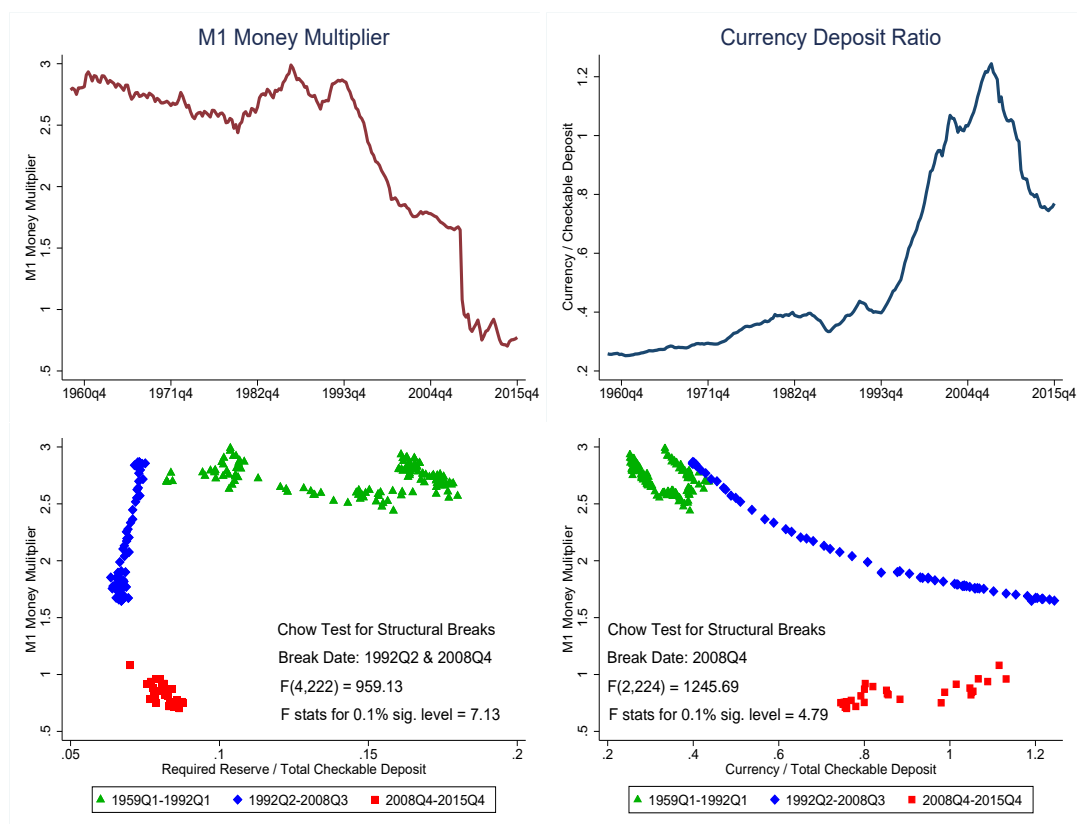 M1 Money Multiplier
M1 Money Mulitplier
3
2.5
2
1.5
1
.5
1960q4 1971q4 1982q4 1993q4 2004q4 2015q4
Currency Deposit Ratio
Currency / Checkable Deposit
1.2
1
.8
.6
.4
.2
1960q4 1971q4 1982q4 1993q4 2004q4 2015q4
M1 Money Mulitplier
3
2.5
2
1.5
1
.5
Chow Test for Structural Breaks
Break Date: 1992Q2 & 2008Q4
F(4,222) = 959.13
F stats for 0.1% sig. level = 7.13
.05 .1 .15 .2
Required Reserve / Total Checkable Deposit
1959Q1-1992Q1 1992Q2-2008Q3 2008Q4-2015Q4
M1 Money Mulitplier
3
2.5
2
1.5
1
.5
Chow Test for Structural Breaks
Break Date: 2008Q4
F(2,224) = 1245.69
F stats for 0.1% sig. level = 4.79
.2 .4 .6 .8 1 1.2
Currency / Total Checkable Deposit
1959Q1-1992Q1 1992Q2-2008Q3 2008Q4-2015Q4